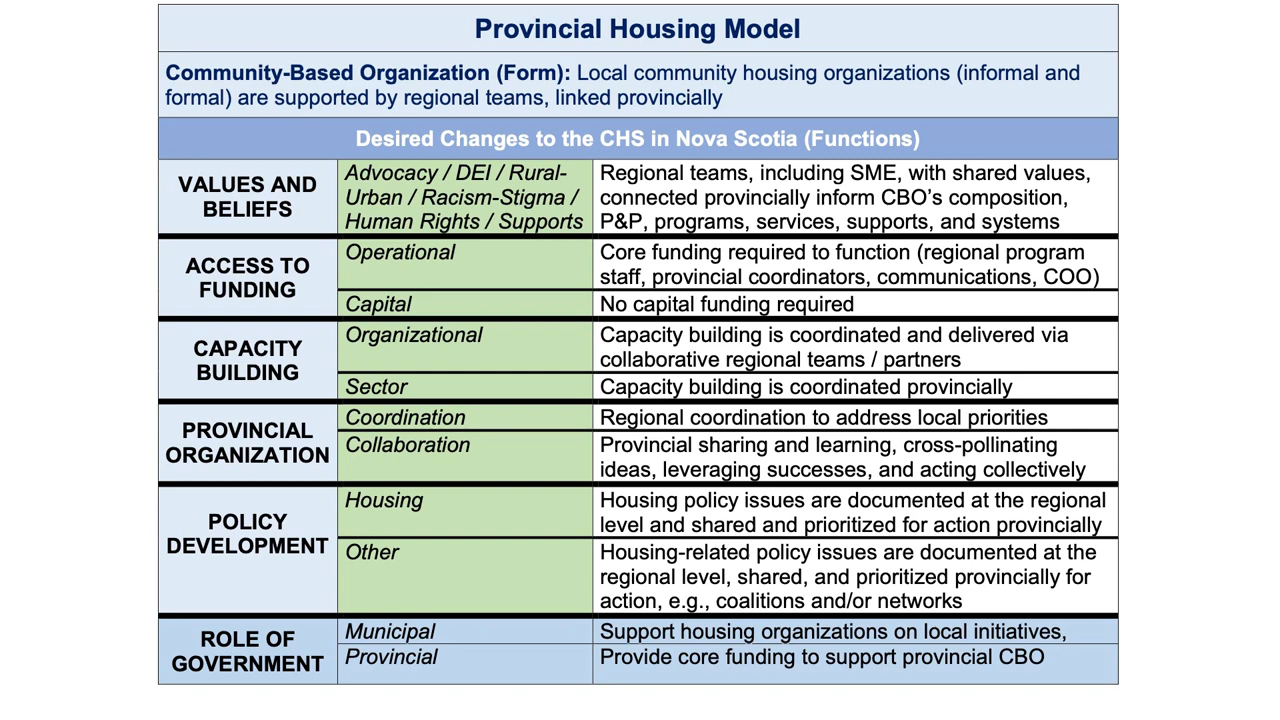 Provincial Housing Model
Community-Based Organization (Form): Local community housing organizations (informal and
formal) are supported by regional teams, linked provincially
Desired Changes to the CHS in Nova Scotia (Functions)
VALUES AND
BELIEFS
Advocacy / DEI / Rural-
Urban / Racism-Stigma /
Human Rights / Supports
Regional teams, including SME, with shared values,
connected provincially inform CBO's composition,
P&P, programs, services, supports, and systems
ACCESS TO
FUNDING
Operational
Core funding required to function (regional program
staff, provincial coordinators, communications, COO)
Capital
No capital funding required
CAPACITY
BUILDING
Organizational
Capacity building is coordinated and delivered via
collaborative regional teams / partners
Sector
Capacity building is coordinated provincially
PROVINCIAL
ORGANIZATION
Coordination
Regional coordination to address local priorities
Collaboration
Provincial sharing and learning, cross-pollinating
ideas, leveraging successes, and acting collectively
POLICY
DEVELOPMENT
Housing
Housing policy issues are documented at the regional
level and shared and prioritized for action provincially
Other
Housing-related policy issues are documented at the
regional level, shared, and prioritized provincially for
action, e.g., coalitions and/or networks
ROLE OF
GOVERNMENT
Municipal
Support housing organizations on local initiatives,
Provincial
Provide core funding to support provincial CBO